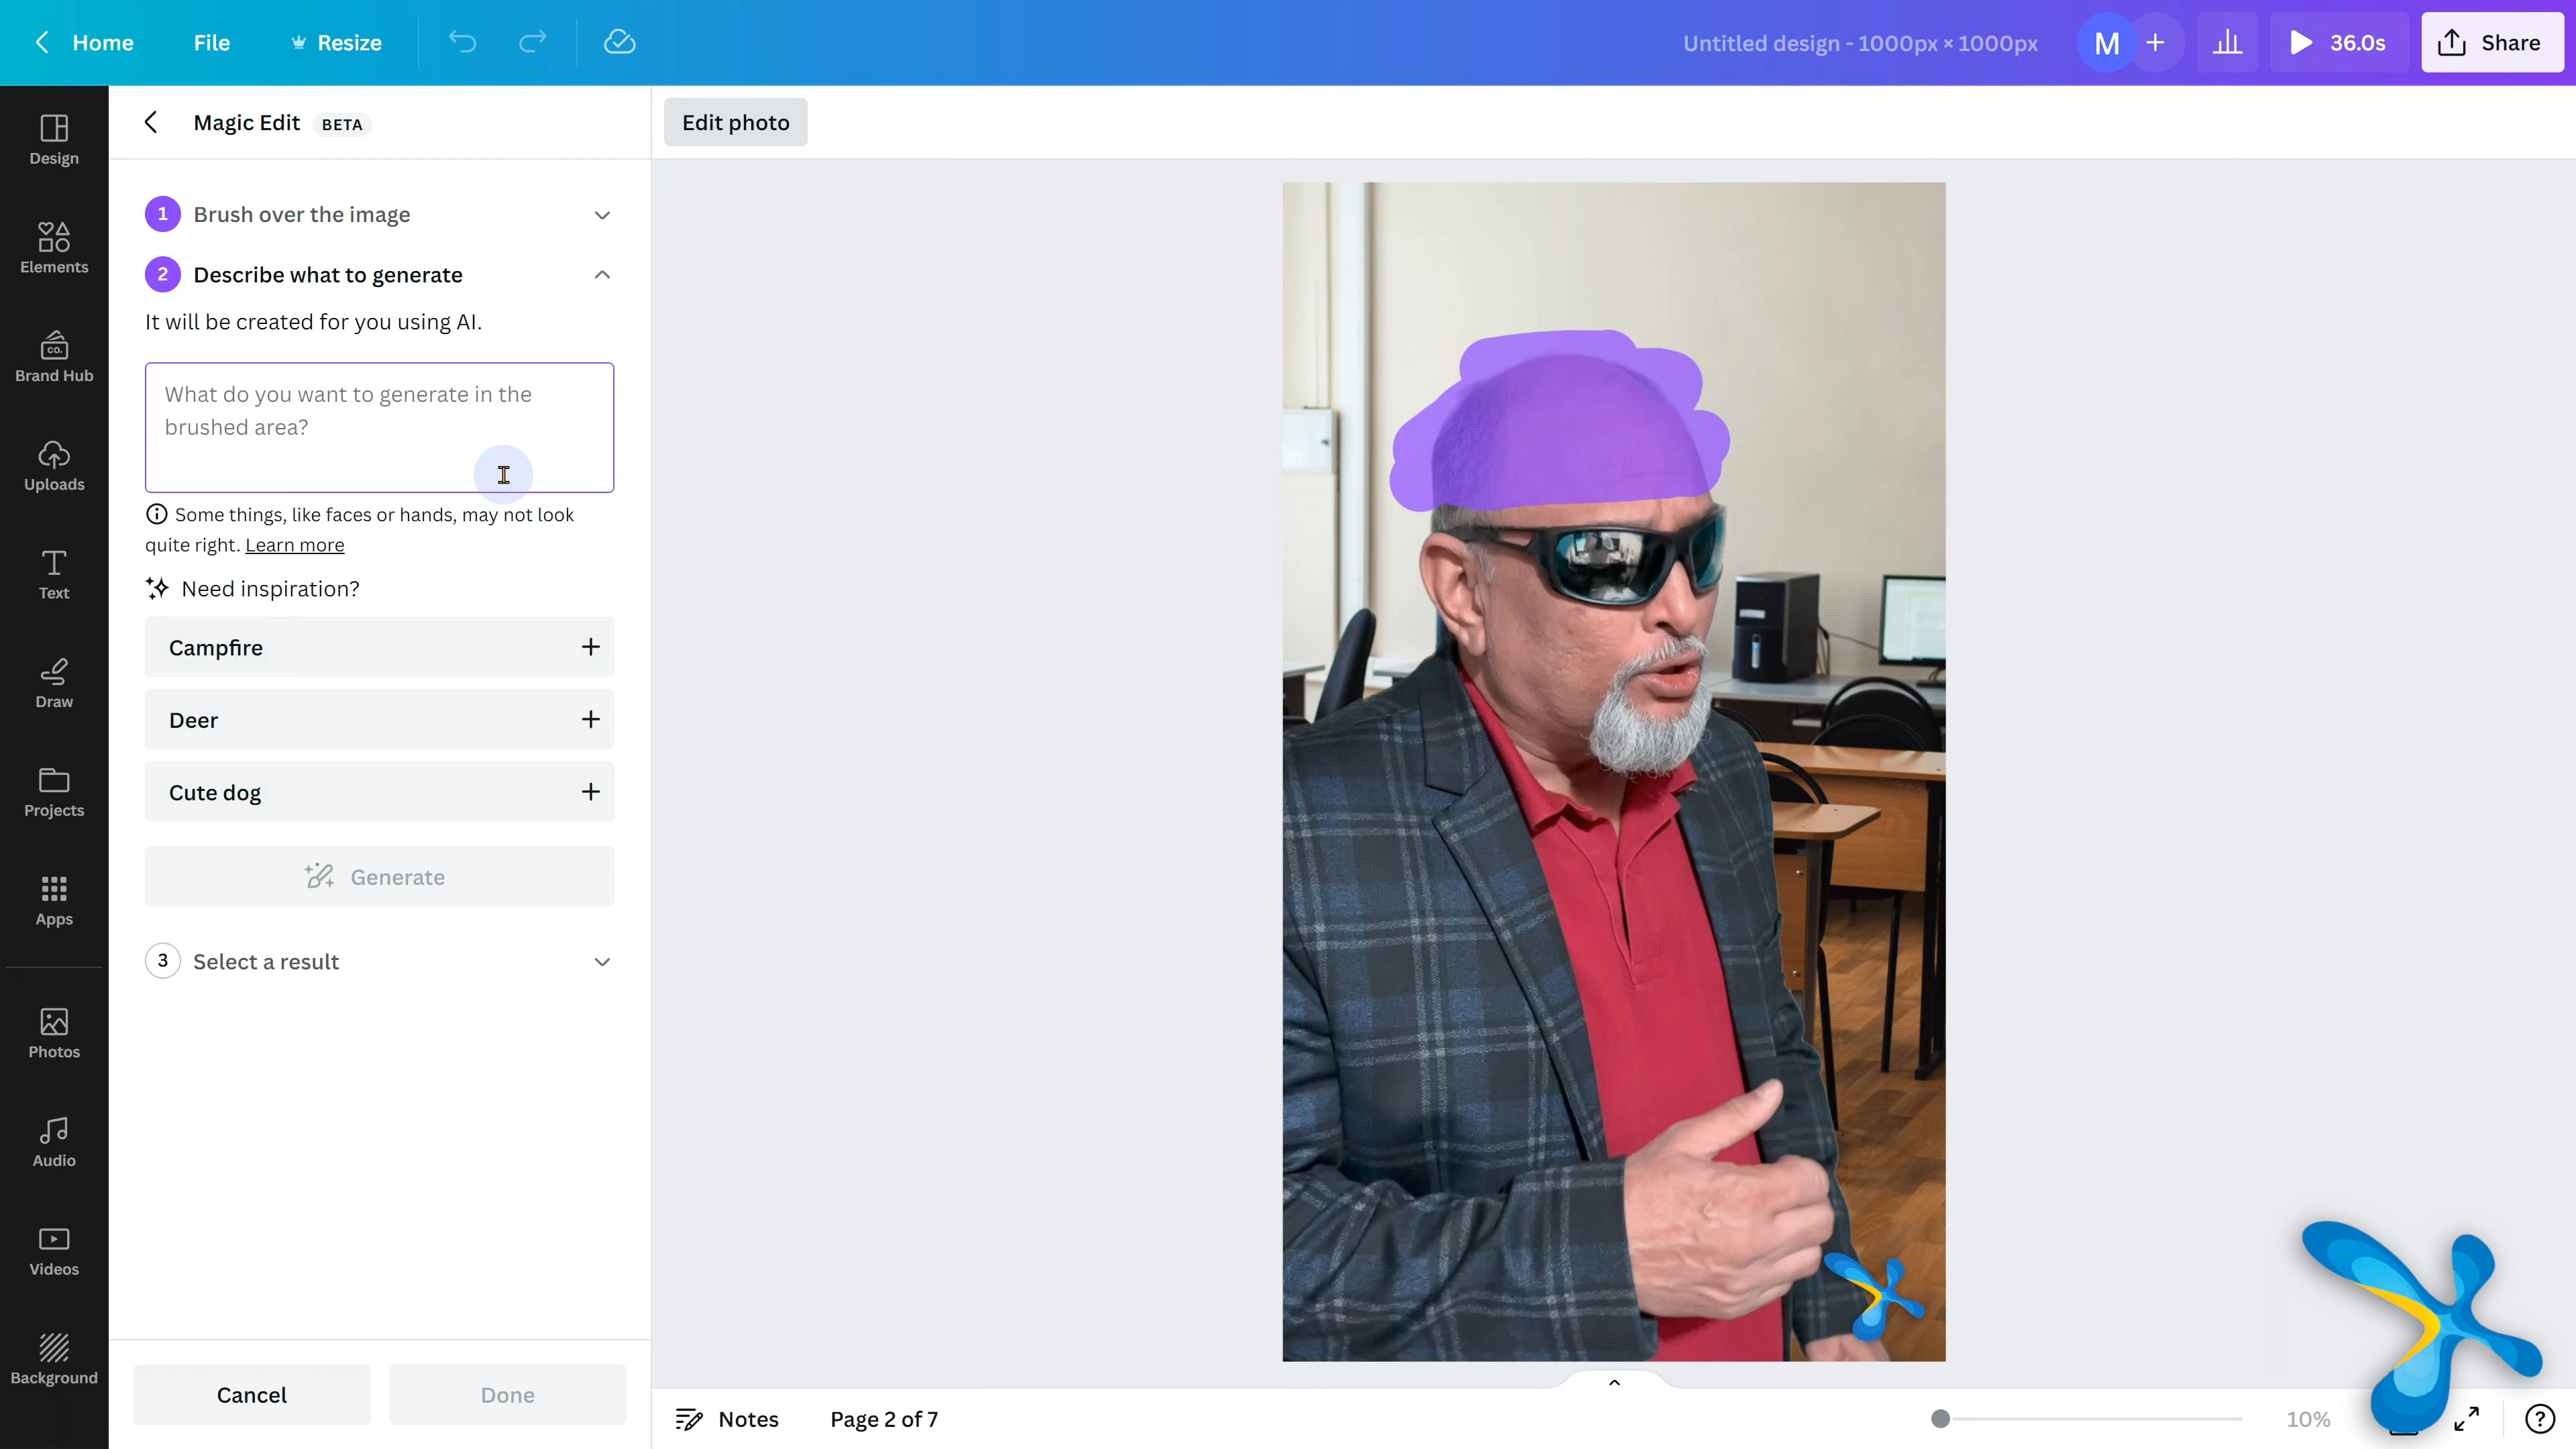 Home
File
Resize
Untitled design - 1000px × 1000px
M
36.0s
Share
Design
Elements
CO.
Brand Hub
Uploads
Text
Draw
Projects
Apps
Photos
Audio
Videos
Background
Magic Edit BETA
1 Brush over the image
2 Describe what to generate
It will be created for you using AI.
What do you want to generate in the
brushed area?
Some things, like faces or hands, may not look
quite right. Learn more
Need inspiration?
Campfire
Deer
Cute dog
Generate
3 Select a result
Cancel
Done
Edit photo
Notes
Page 2 of 7
10%